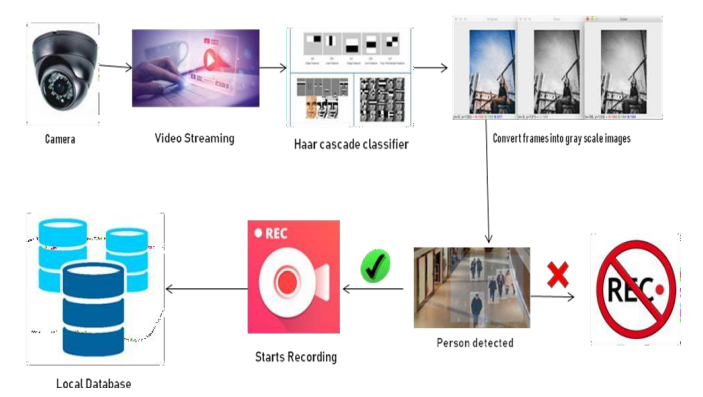 Camera
Video Streaming
Haar cascade classifier
Convert frames into gray scale images
REC
REC
Local Database
Starts Recording
Person detected